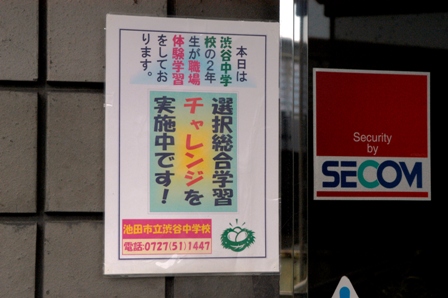 本日は
渋谷中学
校の2年
生が職場
体験学習
をしてお
ります。
選択総合学習
チャレンジを
実施中です!
池田市立渋谷中学校
電話:0727(51)1447
Security
by
SECOM